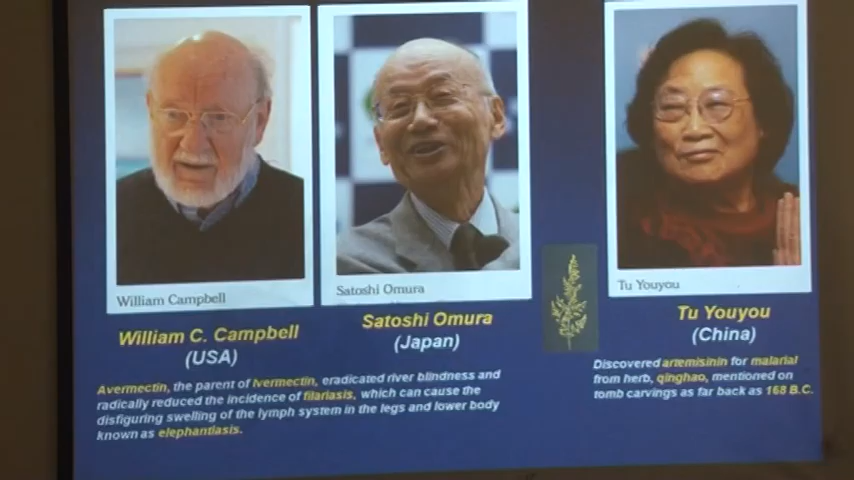 William Campbell
Satoshi Omura
Tu Youyou
William C. Campbell
(USA)
Satoshi Omura
(Japan)
Tu Youyou
(China)
Avermectin, the parent of Ivermectin, eradicated river blindness and
radically reduced the incidence of filariasis, which can cause the
disfiguring swelling of the lymph system in the legs and lower body
known as elephantiasis.
Discovered artemisinin for malarial
from herb, qinghao, mentioned on
tomb carvings as far back as 168 B.C.